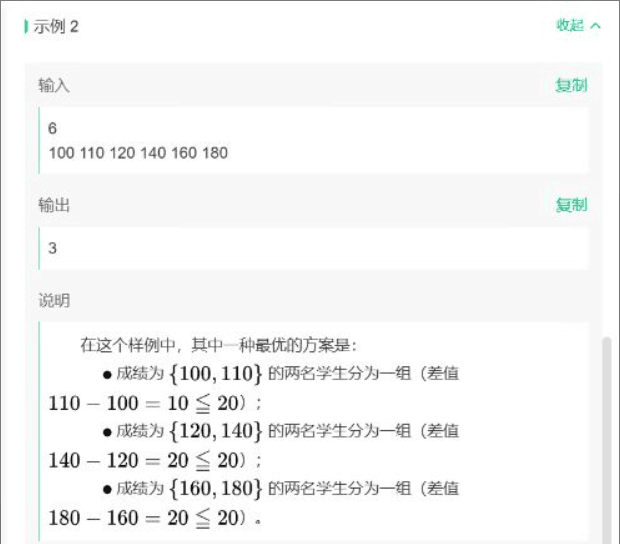 示例 2
收起
输入
复制
6
100 110 120 140 160 180
输出
复制
3
说明
在这个样例中，其中一种最优的方案是：
● 成绩为 {100, 110} 的两名学生分为一组（差值
110 − 100 = 10 ≦ 20）；
● 成绩为 {120, 140} 的两名学生分为一组（差值
140 − 120 = 20 ≦ 20）；
● 成绩为 {160, 180} 的两名学生分为一组（差值
180 − 160 = 20 ≦ 20）。